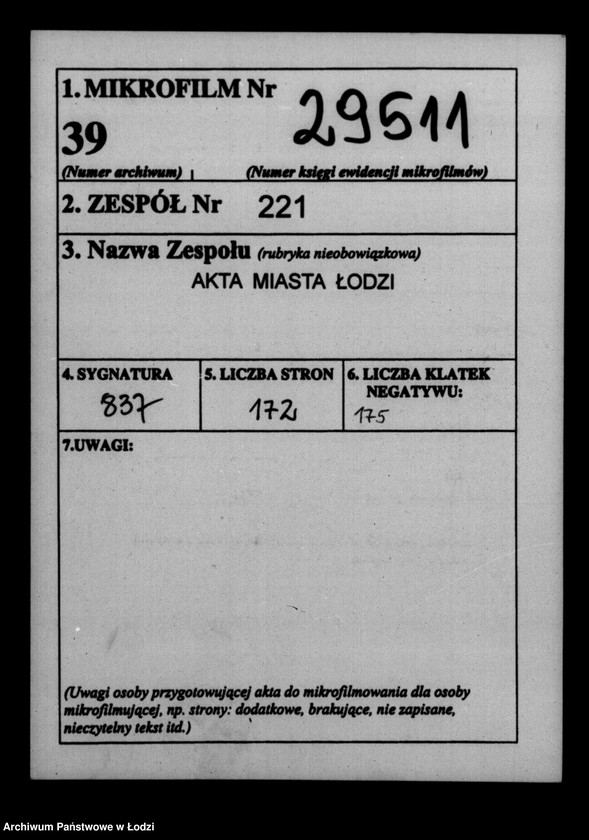 1. MIKROFILM Nr
29511
39
(Numer archiwum) (Numer księgi ewidencji mikrofilmów)
2. ZESPÓŁ Nr 221
3. Nazwa Zespołu (rubryka nieobowiązkowa)
AKTA MIASTA ŁODZI
4. SYGNATURA
837
5. LICZBA STRON
172
6. LICZBA KLATEK
NEGATYWU:
175
7.UWAGI:
(Uwagi osoby przygotowującej akta do mikrofilmowania dla osoby
mikrofilmującej, np. strony: dodatkowe, brakujące, nie zapisane,
nieczytelny tekst itd.)
Archiwum Państwowe w Łodzi